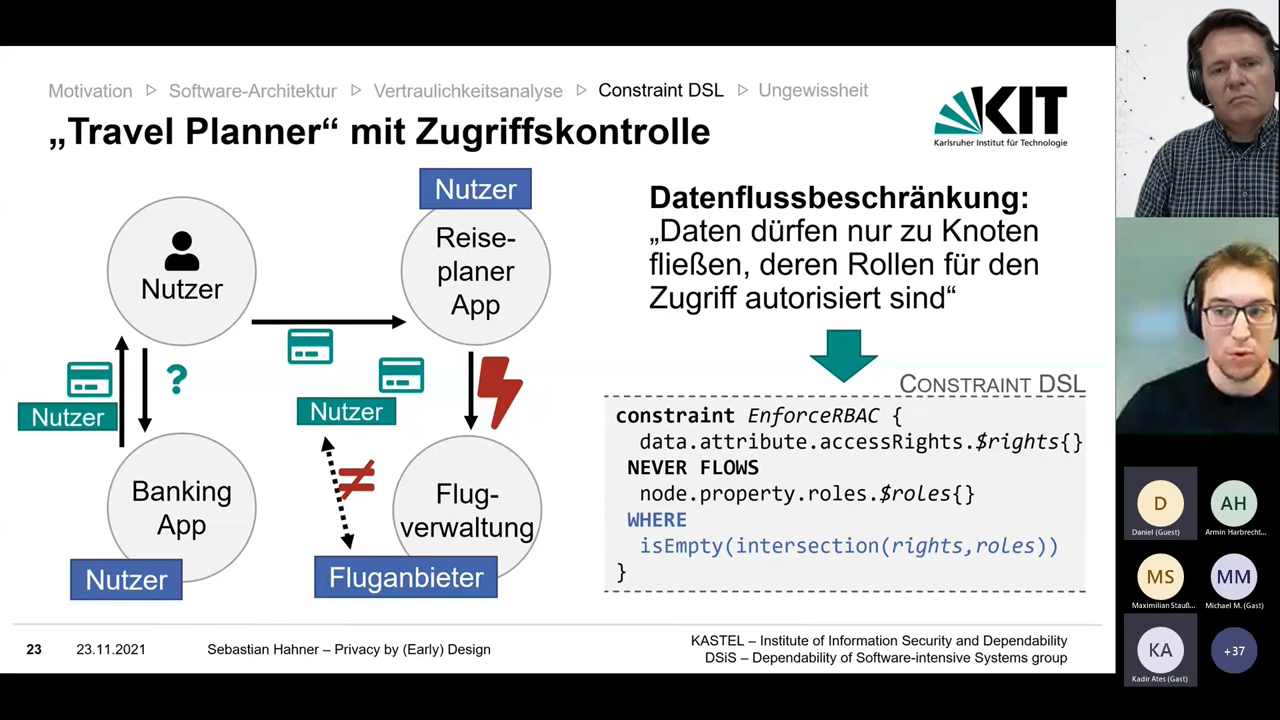 Motivation ▷ Software-Architektur ▷ Vertraulichkeitsanalyse ▷ Constraint DSL ▷ Ungewissheit
„Travel Planner“ mit Zugriffskontrolle
KIT
Karlsruher Institut für Technologie
Nutzer
Nutzer
Reise-
planer
App
?
Nutzer
Nutzer
Banking
App
Nutzer
≠
Flug-
verwaltung
Fluganbieter
Datenflussbeschränkung:
„Daten dürfen nur zu Knoten
fließen, deren Rollen für den
Zugriff autorisiert sind“
CONSTRAINT DSL
constraint EnforceRBAC {
data.attribute.accessRights.$rights{}
NEVER FLOWS
node.property.roles.$roles{}
WHERE
isEmpty(intersection(rights,roles))
}
23
23.11.2021
Sebastian Hahner – Privacy by (Early) Design
KASTEL – Institute of Information Security and Dependability
DSiS – Dependability of Software-intensive Systems group
D
Daniel (Guest)
AH
Armin Harbrecht...
MS
Maximilian Stauß...
MM
Michael M. (Gast)
KA
Kadir Ates (Gast)
+37